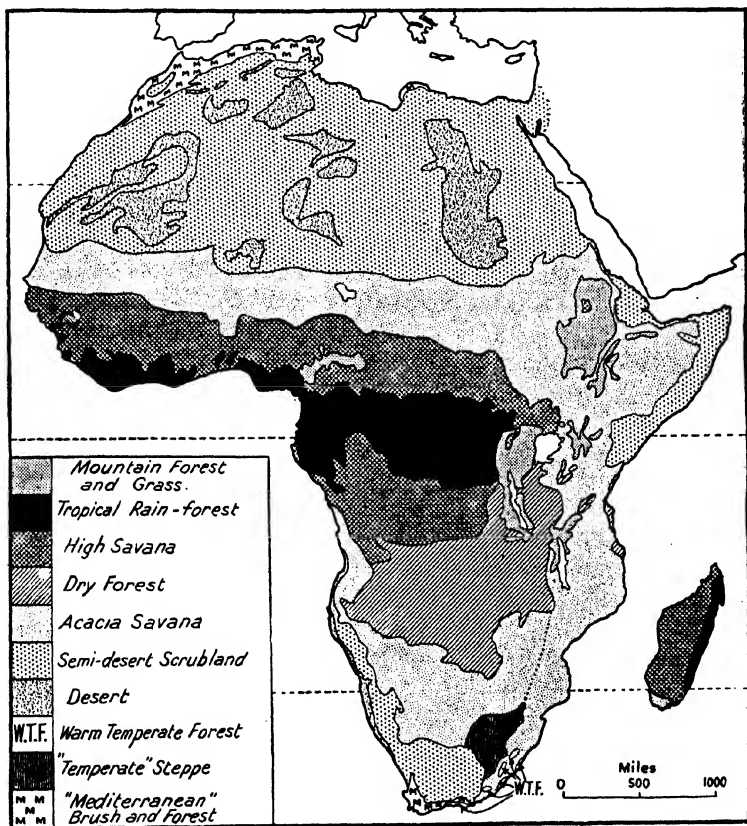 Mountain Forest
and Grass.
Tropical Rain-forest
High Savana
Dry Forest
Acacia Savana
Semi-desert Scrubland
Desert
W.T.F. Warm Temperate Forest
"Temperate" Steppe
M M M M M "Mediterranean"
Brush and Forest
W.T.F.
Miles
0 500 1000